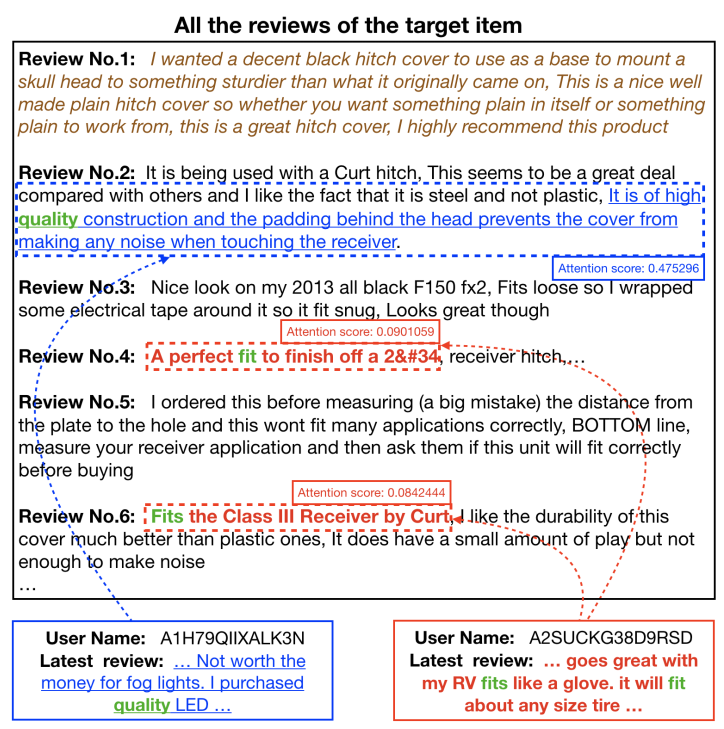 All the reviews of the target item
Review No.1: I wanted a decent black hitch cover to use as a base to mount a
skull head to something sturdier than what it originally came on, This is a nice well
made plain hitch cover so whether you want something plain in itself or something
plain to work from, this is a great hitch cover, I highly recommend this product
Review No.2: It is being used with a Curt hitch, This seems to be a great deal
compared with others and I like the fact that it is steel and not plastic, It is of high
quality construction and the padding behind the head prevents the cover from
making any noise when touching the receiver.
Attention score: 0.475296
Review No.3: Nice look on my 2013 all black F150 fx2, Fits loose so I wrapped
some electrical tape around it so it fit snug, Looks great though
Attention score: 0.0901059
Review No.4: A perfect fit to finish off a 2&#34, receiver hitch,...
Review No.5: I ordered this before measuring (a big mistake) the distance from
the plate to the hole and this wont fit many applications correctly, BOTTOM line,
measure your receiver application and then ask them if this unit will fit correctly
before buying
Attention score: 0.0842444
Review No.6: Fits the Class III Receiver by Curt, I like the durability of this
cover much better than plastic ones, It does have a small amount of play but not
enough to make noise
...
User Name: A1H79QIIXALK3N
Latest review: ... Not worth the
money for fog lights. I purchased
quality LED ...
User Name: A2SUCKG38D9RSD
Latest review: ... goes great with
my RV fits like a glove. it will fit
about any size tire ...